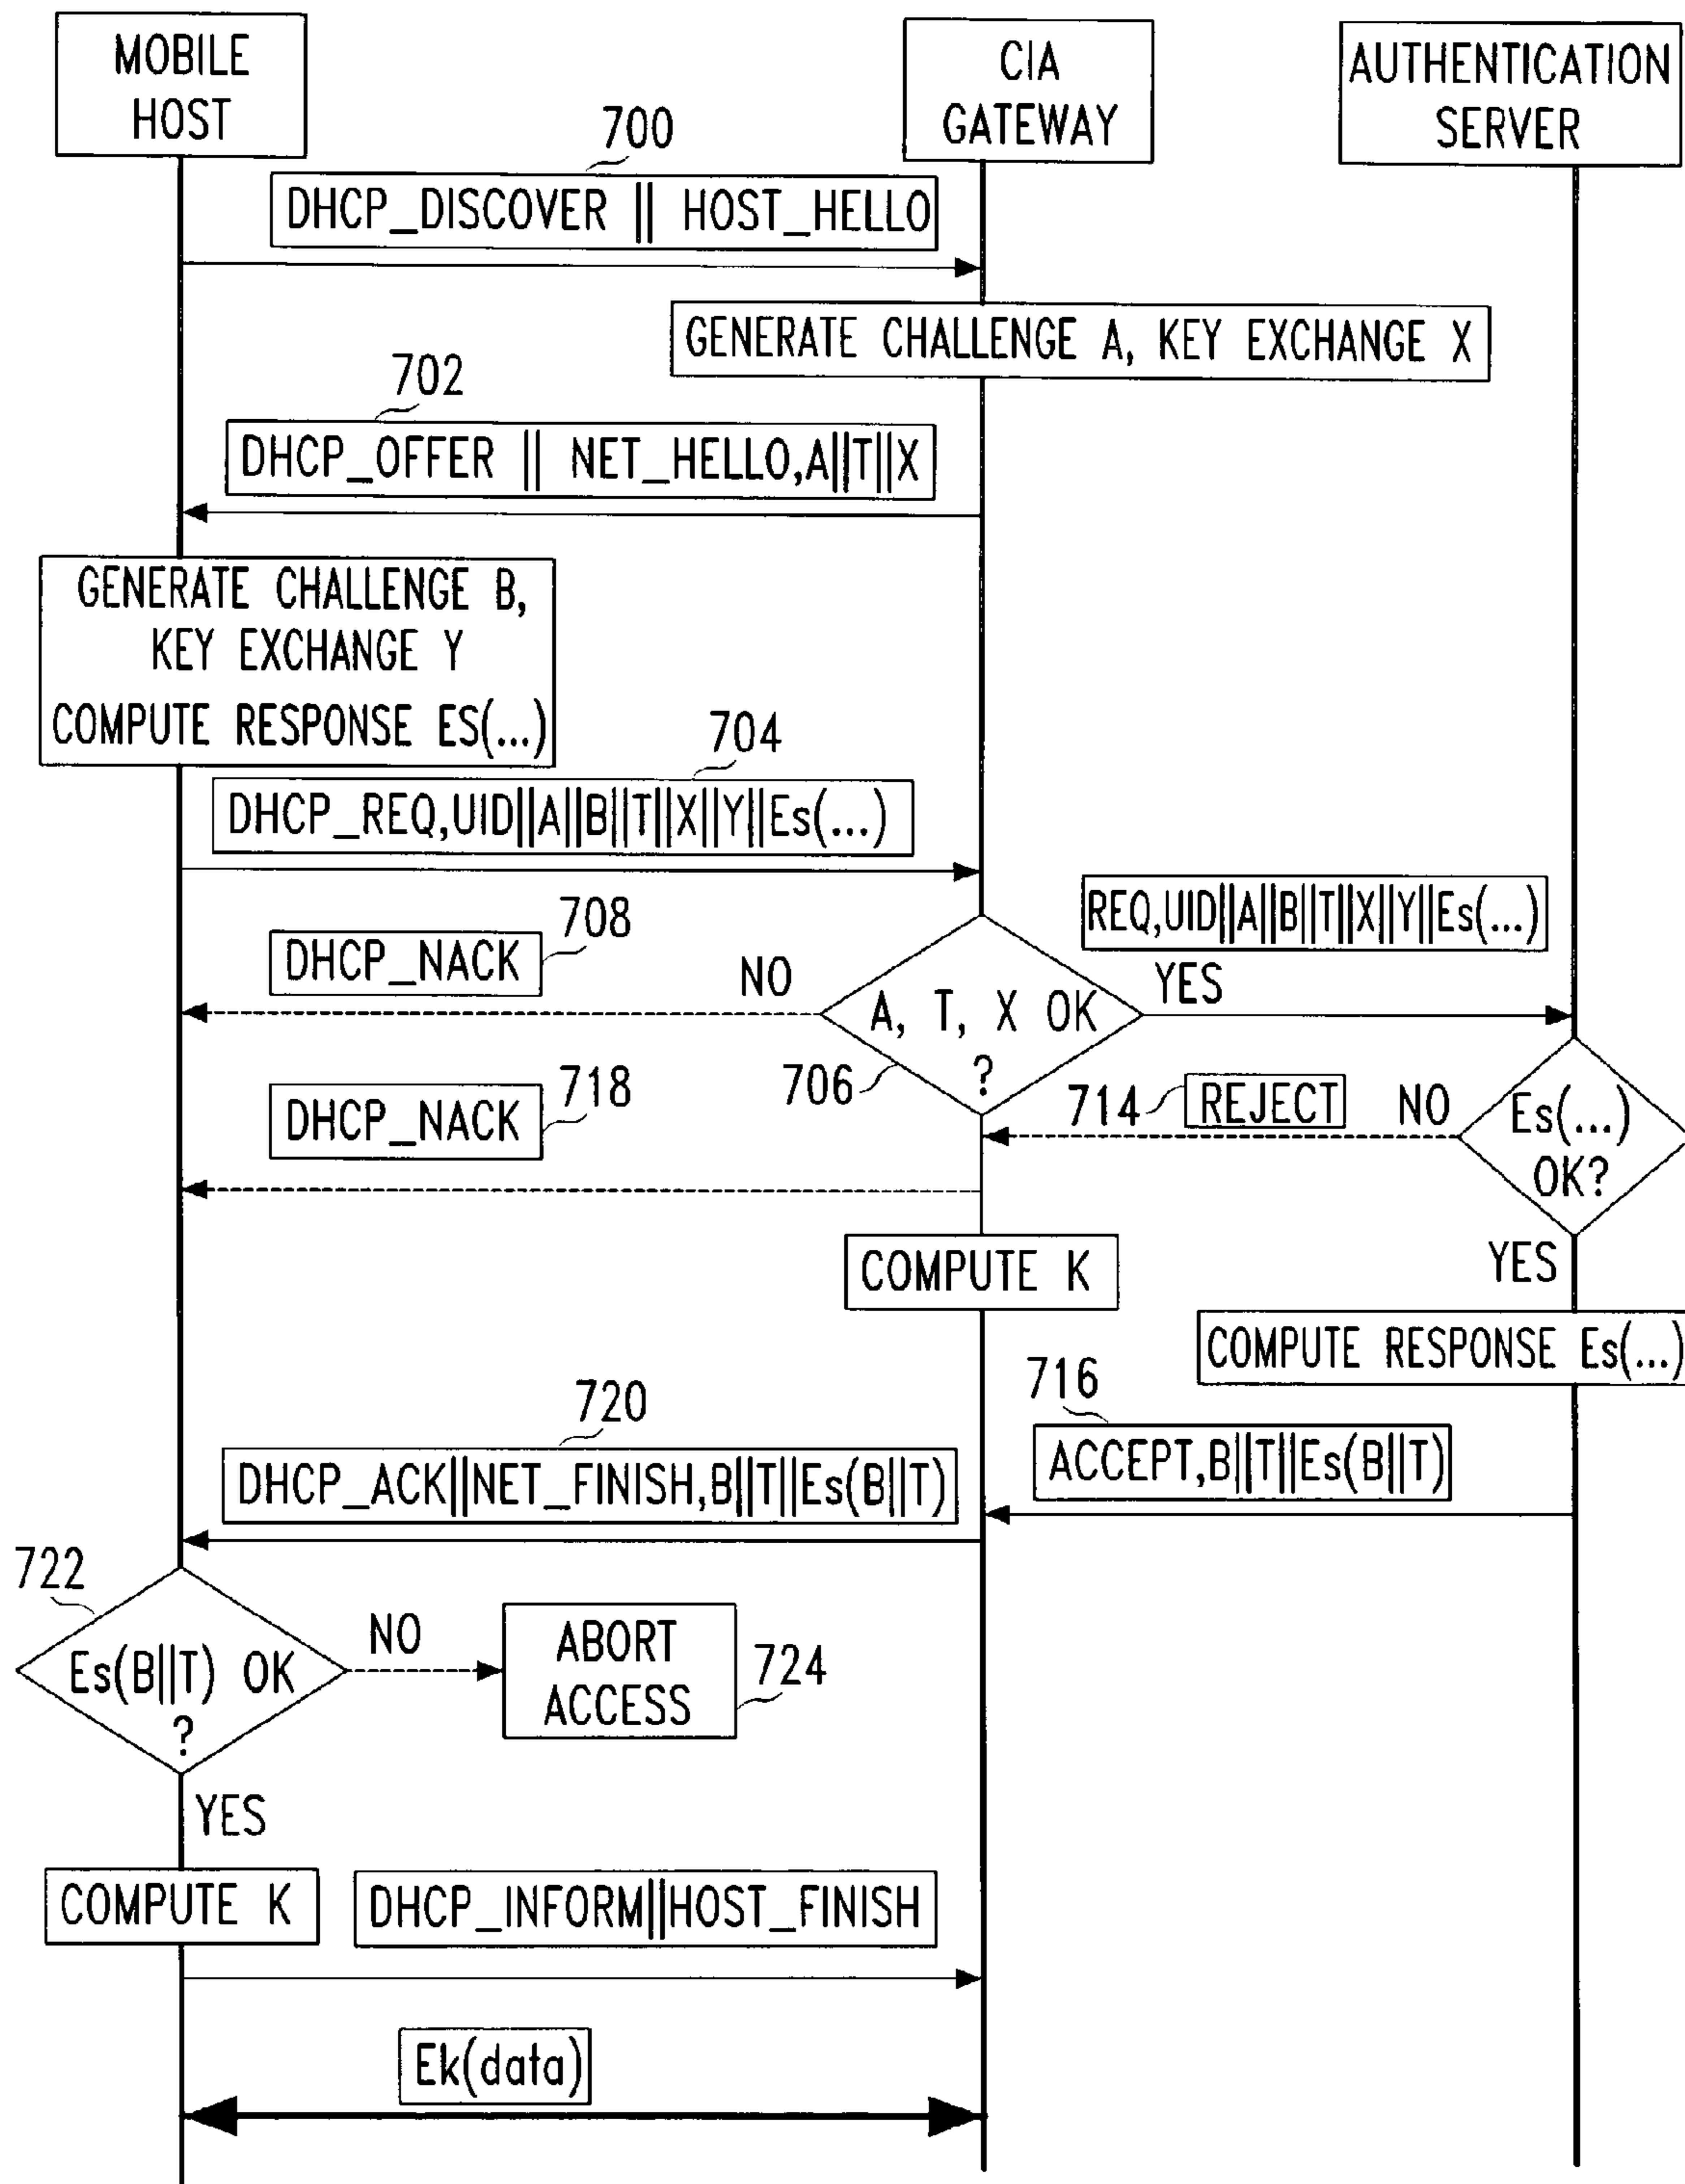 MOBILE
HOST
CIA
GATEWAY
AUTHENTICATION
SERVER
700
DHCP_DISCOVER || HOST_HELLO
GENERATE CHALLENGE A, KEY EXCHANGE X
702
DHCP_OFFER || NET_HELLO,A||T||X
GENERATE CHALLENGE B,
KEY EXCHANGE Y
COMPUTE RESPONSE ES(...)
704
DHCP_REQ,UID||A||B||T||X||Y||Es(...)
REQ,UID||A||B||T||X||Y||Es(...)
708
DHCP_NACK
NO
A, T, X OK
?
YES
706
718
DHCP_NACK
714
REJECT
NO
Es(...)
OK?
YES
COMPUTE K
COMPUTE RESPONSE Es(...)
716
ACCEPT,B||T||Es(B||T)
720
DHCP_ACK||NET_FINISH,B||T||Es(B||T)
722
Es(B||T) OK
?
NO
ABORT
ACCESS
724
YES
COMPUTE K
DHCP_INFORM||HOST_FINISH
Ek(data)